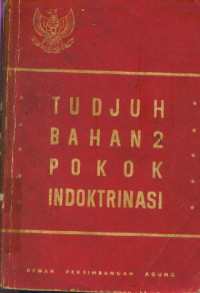 TUDJUH
BAHAN2
POKOK
INDOKTRINASI
DEWAN PERTIMBANGAN AGUNG